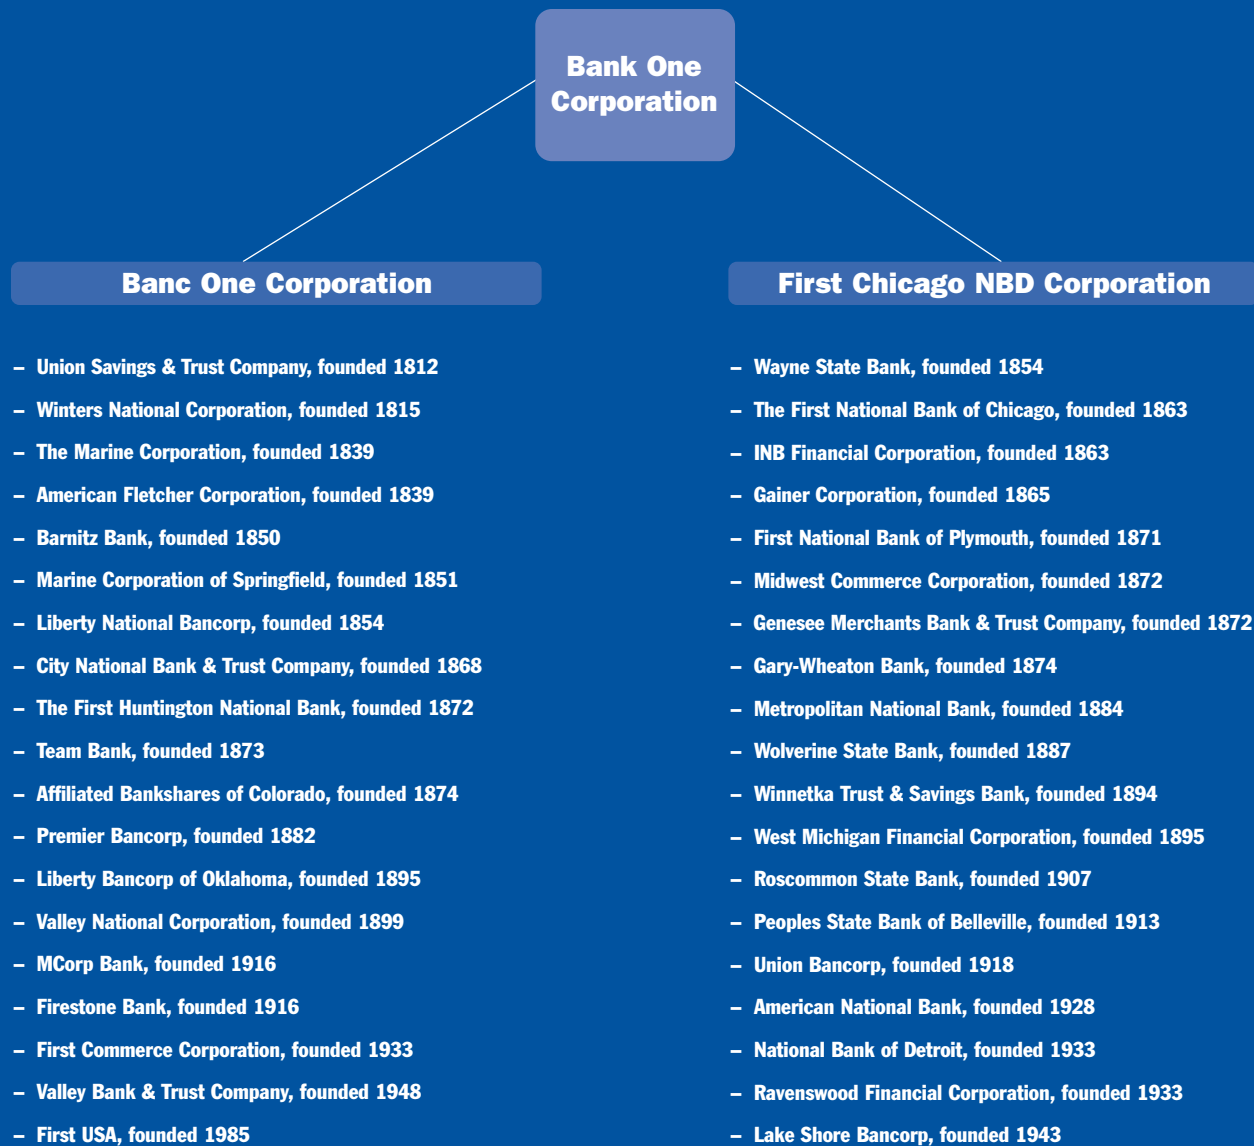 Bank One
Corporation
Banc One Corporation
– Union Savings & Trust Company, founded 1812
– Winters National Corporation, founded 1815
– The Marine Corporation, founded 1839
– American Fletcher Corporation, founded 1839
– Barnitz Bank, founded 1850
– Marine Corporation of Springfield, founded 1851
– Liberty National Bancorp, founded 1854
– City National Bank & Trust Company, founded 1868
– The First Huntington National Bank, founded 1872
– Team Bank, founded 1873
– Affiliated Bankshares of Colorado, founded 1874
– Premier Bancorp, founded 1882
– Liberty Bancorp of Oklahoma, founded 1895
– Valley National Corporation, founded 1899
– MCorp Bank, founded 1916
– Firestone Bank, founded 1916
– First Commerce Corporation, founded 1933
– Valley Bank & Trust Company, founded 1948
– First USA, founded 1985
First Chicago NBD Corporation
– Wayne State Bank, founded 1854
– The First National Bank of Chicago, founded 1863
– INB Financial Corporation, founded 1863
– Gainer Corporation, founded 1865
– First National Bank of Plymouth, founded 1871
– Midwest Commerce Corporation, founded 1872
– Genesee Merchants Bank & Trust Company, founded 1872
– Gary-Wheaton Bank, founded 1874
– Metropolitan National Bank, founded 1884
– Wolverine State Bank, founded 1887
– Winnetka Trust & Savings Bank, founded 1894
– West Michigan Financial Corporation, founded 1895
– Roscommon State Bank, founded 1907
– Peoples State Bank of Belleville, founded 1913
– Union Bancorp, founded 1918
– American National Bank, founded 1928
– National Bank of Detroit, founded 1933
– Ravenswood Financial Corporation, founded 1933
– Lake Shore Bancorp, founded 1943